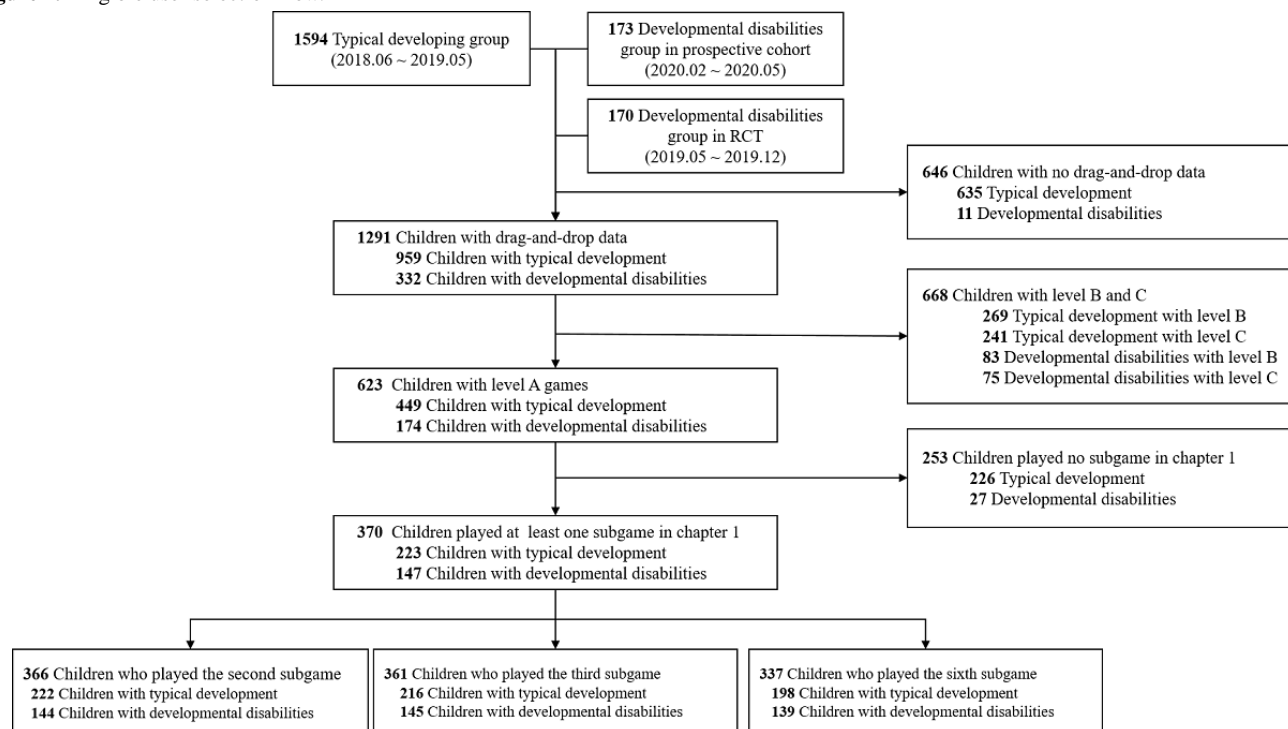 1594 Typical developing group
(2018.06 ~ 2019.05)
173 Developmental disabilities
group in prospective cohort
(2020.02 ~ 2020.05)
170 Developmental disabilities
group in RCT
(2019.05 ~ 2019.12)
646 Children with no drag-and-drop data
635 Typical development
11 Developmental disabilities
1291 Children with drag-and-drop data
959 Children with typical development
332 Children with developmental disabilities
668 Children with level B and C
269 Typical development with level B
241 Typical development with level C
83 Developmental disabilities with level B
75 Developmental disabilities with level C
623 Children with level A games
449 Children with typical development
174 Children with developmental disabilities
253 Children played no subgame in chapter 1
226 Typical development
27 Developmental disabilities
370 Children played at least one subgame in chapter 1
223 Children with typical development
147 Children with developmental disabilities
366 Children who played the second subgame
222 Children with typical development
144 Children with developmental disabilities
361 Children who played the third subgame
216 Children with typical development
145 Children with developmental disabilities
337 Children who played the sixth subgame
198 Children with typical development
139 Children with developmental disabilities